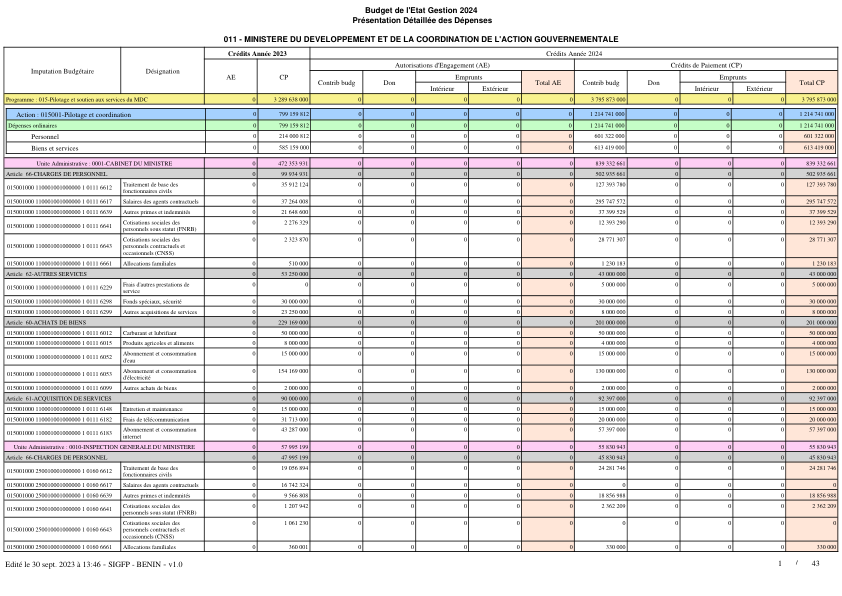 Budget de l'Etat Gestion 2024
Présentation Détaillée des Dépenses
011 - MINISTERE DU DEVELOPPEMENT ET DE LA COORDINATION DE L'ACTION GOUVERNEMENTALE
Imputation Budgétaire Désignation Crédits Année 2023 Crédits Année 2024
AE CP Autorisations d'Engagement (AE) Crédits de Paiement (CP)
Contrib budg Don Emprunts Total AE Contrib budg Don Emprunts Total CP
Intérieur Extérieur Intérieur Extérieur
Programme : 015-Pilotage et soutien aux services du MDC 0 3 289 638 000 0 0 0 0 0 3 795 873 000 0 0 0 3 795 873 000
Action : 015001-Pilotage et coordination 0 799 159 812 0 0 0 0 0 1 214 741 000 0 0 0 1 214 741 000
Dépenses ordinaires 0 799 159 812 0 0 0 0 0 1 214 741 000 0 0 0 1 214 741 000
Personnel 0 214 000 812 0 0 0 0 0 601 322 000 0 0 0 601 322 000
Biens et services 0 585 159 000 0 0 0 0 0 613 419 000 0 0 0 613 419 000
Unite Administrative : 0001-CABINET DU MINISTRE 0 472 353 931 0 0 0 0 0 839 332 661 0 0 0 839 332 661
Article 66-CHARGES DE PERSONNEL 0 99 934 931 0 0 0 0 0 502 935 661 0 0 0 502 935 661
015001000 110001001000000 1 0111 6612 Traitement de base des fonctionnaires civils 0 35 912 124 0 0 0 0 0 127 393 780 0 0 0 127 393 780
015001000 110001001000000 1 0111 6617 Salaires des agents contractuels 0 37 264 008 0 0 0 0 0 295 747 572 0 0 0 295 747 572
015001000 110001001000000 1 0111 6639 Autres primes et indemnités 0 21 648 600 0 0 0 0 0 37 399 529 0 0 0 37 399 529
015001000 110001001000000 1 0111 6641 Cotisations sociales des personnels sous statut (FNRB) 0 2 276 329 0 0 0 0 0 12 393 290 0 0 0 12 393 290
015001000 110001001000000 1 0111 6643 Cotisations sociales des personnels contractuels et occasionnels (CNSS) 0 2 323 870 0 0 0 0 0 28 771 307 0 0 0 28 771 307
015001000 110001001000000 1 0111 6661 Allocations familiales 0 510 000 0 0 0 0 0 1 230 183 0 0 0 1 230 183
Article 62-AUTRES SERVICES 0 53 250 000 0 0 0 0 0 43 000 000 0 0 0 43 000 000
015001000 110001001000000 1 0111 6229 Frais d'autres prestations de service 0 0 0 0 0 0 0 5 000 000 0 0 0 5 000 000
015001000 110001001000000 1 0111 6298 Fonds spéciaux, sécurité 0 30 000 000 0 0 0 0 0 30 000 000 0 0 0 30 000 000
015001000 110001001000000 1 0111 6299 Autres acquisitions de services 0 23 250 000 0 0 0 0 0 8 000 000 0 0 0 8 000 000
Article 60-ACHATS DE BIENS 0 229 169 000 0 0 0 0 0 201 000 000 0 0 0 201 000 000
015001000 110001001000000 1 0111 6012 Carburant et lubrifiant 0 50 000 000 0 0 0 0 0 50 000 000 0 0 0 50 000 000
015001000 110001001000000 1 0111 6015 Produits agricoles et aliments 0 8 000 000 0 0 0 0 0 4 000 000 0 0 0 4 000 000
015001000 110001001000000 1 0111 6052 Abonnement et consommation d'eau 0 15 000 000 0 0 0 0 0 15 000 000 0 0 0 15 000 000
015001000 110001001000000 1 0111 6053 Abonnement et consommation d'électricité 0 154 169 000 0 0 0 0 0 130 000 000 0 0 0 130 000 000
015001000 110001001000000 1 0111 6099 Autres achats de biens 0 2 000 000 0 0 0 0 0 2 000 000 0 0 0 2 000 000
Article 61-ACQUISITION DE SERVICES 0 90 000 000 0 0 0 0 0 92 397 000 0 0 0 92 397 000
015001000 110001001000000 1 0111 6148 Entretien et maintenance 0 15 000 000 0 0 0 0 0 15 000 000 0 0 0 15 000 000
015001000 110001001000000 1 0111 6182 Frais de télécommunication 0 31 713 000 0 0 0 0 0 20 000 000 0 0 0 20 000 000
015001000 110001001000000 1 0111 6183 Abonnement et consommation internet 0 43 287 000 0 0 0 0 0 57 397 000 0 0 0 57 397 000
Unite Administrative : 0010-INSPECTION GENERALE DU MINISTERE 0 57 995 199 0 0 0 0 0 55 830 943 0 0 0 55 830 943
Article 66-CHARGES DE PERSONNEL 0 47 995 199 0 0 0 0 0 45 830 943 0 0 0 45 830 943
015001000 250010001000000 1 0160 6612 Traitement de base des fonctionnaires civils 0 19 056 894 0 0 0 0 0 24 281 746 0 0 0 24 281 746
015001000 250010001000000 1 0160 6617 Salaires des agents contractuels 0 16 742 324 0 0 0 0 0 0 0 0 0 0
015001000 250010001000000 1 0160 6639 Autres primes et indemnités 0 9 566 808 0 0 0 0 0 18 856 988 0 0 0 18 856 988
015001000 250010001000000 1 0160 6641 Cotisations sociales des personnels sous statut (FNRB) 0 1 207 942 0 0 0 0 0 2 362 209 0 0 0 2 362 209
015001000 250010001000000 1 0160 6643 Cotisations sociales des personnels contractuels et occasionnels (CNSS) 0 1 061 230 0 0 0 0 0 0 0 0 0 0
015001000 250010001000000 1 0160 6661 Allocations familiales 0 360 001 0 0 0 0 0 330 000 0 0 0 330 000
Edité le 30 sept. 2023 à 13:46 - SIGFP - BENIN - v1.0 1 / 43